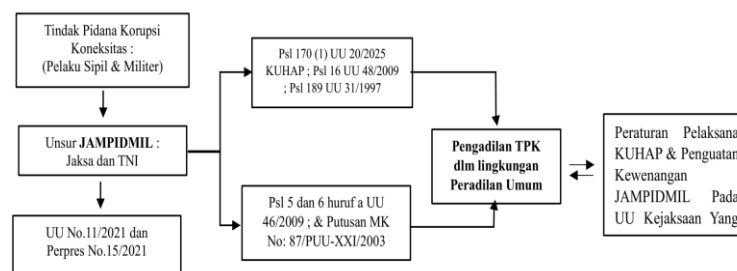 Tindak Pidana Korupsi
Koneksitas :
(Pelaku Sipil & Militer)
Unsur JAMPIDMIL :
Jaksa dan TNI
UU No.11/2021 dan
Perpres No.15/2021
Psl 170 (1) UU 20/2025
KUHAP ; Psl 16 UU 48/2009
; Psl 189 UU 31/1997
Psl 5 dan 6 huruf a UU
46/2009 ; & Putusan MK
No: 87/PUU-XXI/2003
Pengadilan TPK
dlm lingkungan
Peradilan Umum
Peraturan Pelaksana
KUHAP & Penguatan
Kewenangan
JAMPIDMIL Pada
UU Kejaksaan Yang